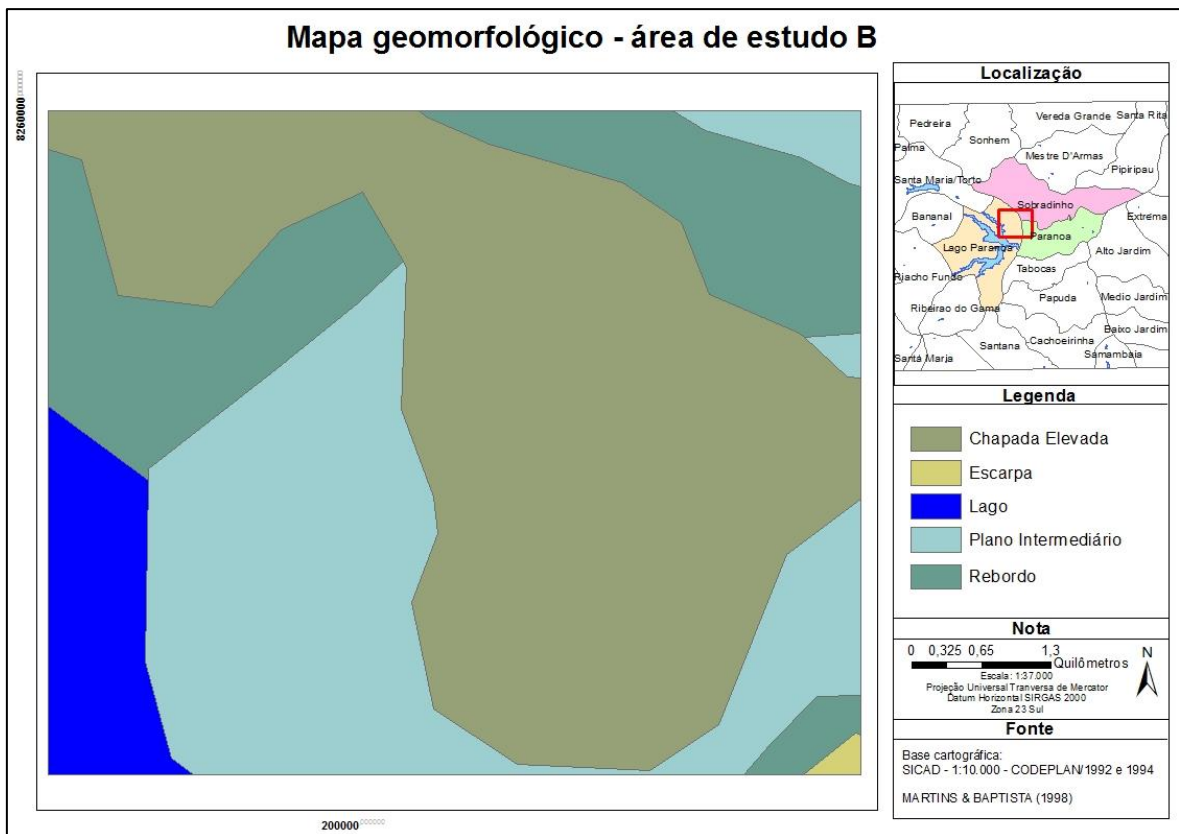 Mapa geomorfológico - área de estudo B
8260000
000000
200000
000000
Localização
Pedreira
Vereda Grande
Santa Rita
Sonhem
Palma
Mestre D'Armas
Pipiripau
Santa Maria/Torto
Sobradinho
Bananal
Extrema
Paranoa
Lago Paranoa
Alto Jardim
Tabocas
Riacho Fundo
Papuda
Medio Jardim
Ribeirao do Gama
Baixo Jardim
Santana
Cachoeirinha
Santa Maria
Samambaia
Legenda
Chapada Elevada
Escarpa
Lago
Plano Intermediário
Rebordo
Nota
0 0,325 0,65 1,3
Quilômetros
N
Escala: 1:37.000
Projeção Universal Tranversa de Mercator
Datum Horizontal SIRGAS 2000
Zona 23 Sul
Fonte
Base cartográfica:
SICAD - 1:10.000 - CODEPLAN/1992 e 1994
MARTINS & BAPTISTA (1998)